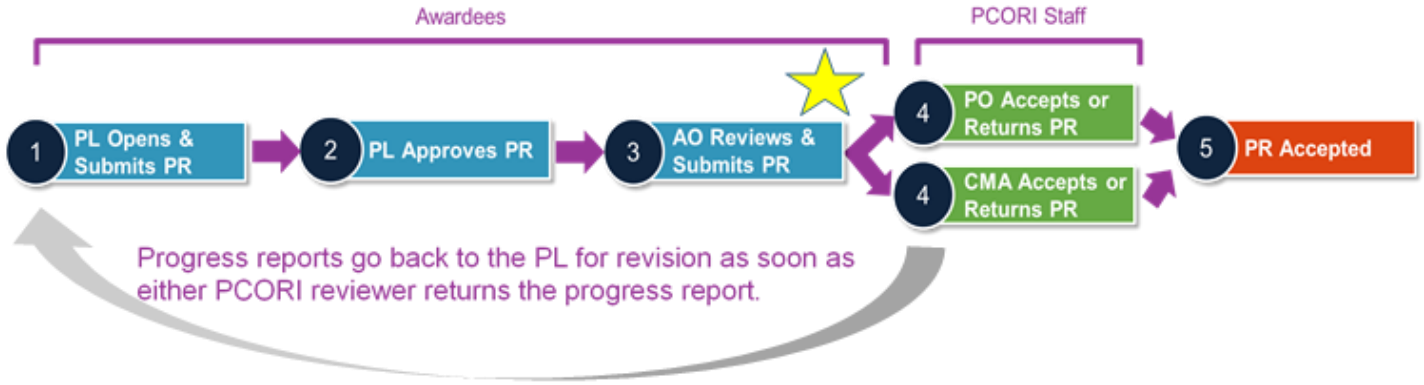 Awardees
PCORI Staff
1
PL Opens &
Submits PR
2
PL Approves PR
3
AO Reviews &
Submits PR
4
PO Accepts or
Returns PR
4
CMA Accepts or
Returns PR
5
PR Accepted
Progress reports go back to the PL for revision as soon as
either PCORI reviewer returns the progress report.